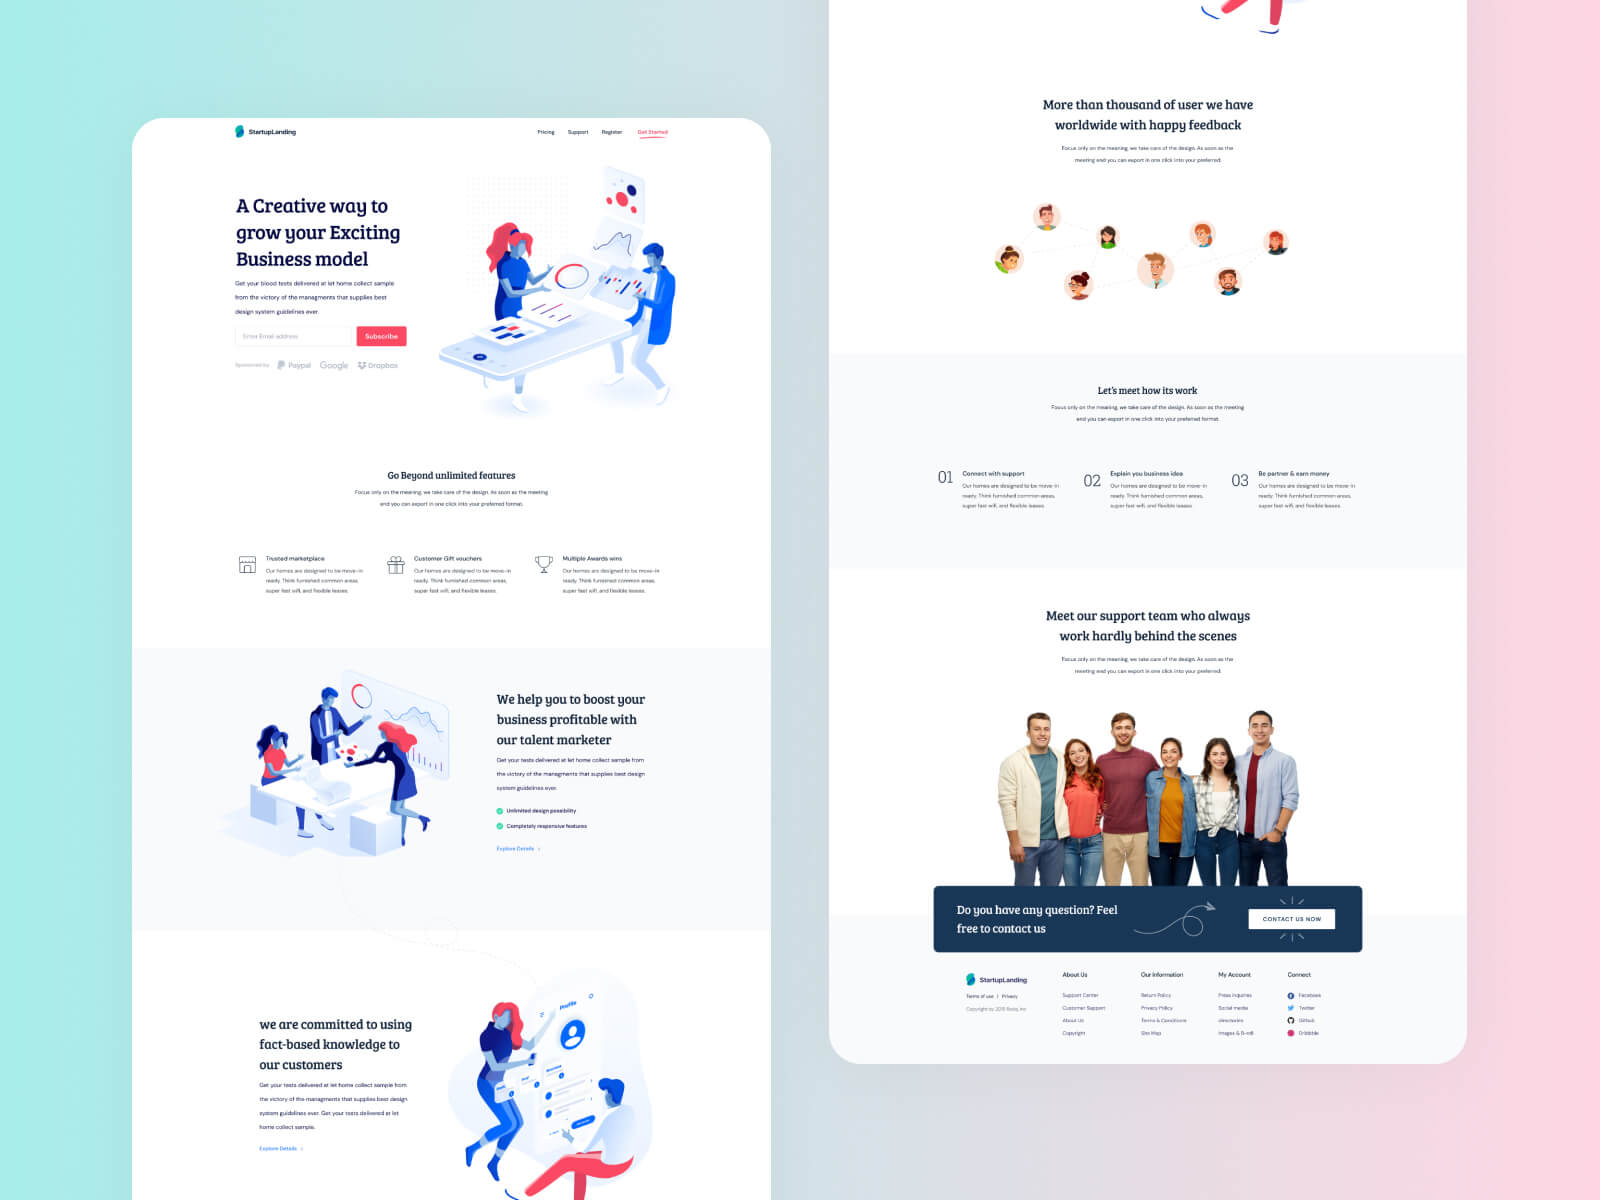 StartupLanding
Pricing Support Register Get Started
A Creative way to
grow your Exciting
Business model
Get your blood tests delivered at let home collect sample
from the victory of the managments that supplies best
design system guidelines ever.
Enter Email address
Subscribe
Sponsored by Paypal Google Dropbox
Go Beyond unlimited features
Focus only on the meaning, we take care of the design. As soon as the meeting
end you can export in one click into your preferred format.
Trusted marketplace
Our homes are designed to be move-in
ready. Think furnished common areas,
super fast wifi, and flexible leases.
Customer Gift vouchers
Our homes are designed to be move-in
ready. Think furnished common areas,
super fast wifi, and flexible leases.
Multiple Awards wins
Our homes are designed to be move-in
ready. Think furnished common areas,
super fast wifi, and flexible leases.
We help you to boost your
business profitable with
our talent marketer
Get your tests delivered at let home collect sample from
the victory of the managments that supplies best design
system guidelines ever.
Unlimited design possibility
Completely responsive features
Explore Details
we are committed to using
fact-based knowledge to
our customers
Get your tests delivered at let home collect sample from
the victory of the managments that supplies best design
system guidelines ever. Get your tests delivered at let
home collect sample.
Explore Details
Profile
More than thousand of user we have
worldwide with happy feedback
Focus only on the meaning, we take care of the design. As soon as the
meeting end you can export in one click into your preferred.
Let's meet how its work
Focus only on the meaning, we take care of the design. As soon as the meeting
end you can export in one click into your preferred format.
01
Connect with support
Our homes are designed to be move-in
ready. Think furnished common areas,
super fast wifi, and flexible leases.
02
Explain you business idea
Our homes are designed to be move-in
ready. Think furnished common areas,
super fast wifi, and flexible leases.
03
Be partner & earn money
Our homes are designed to be move-in
ready. Think furnished common areas,
super fast wifi, and flexible leases.
Meet our support team who always
work hardly behind the scenes
Focus only on the meaning, we take care of the design. As soon as the
meeting end you can export in one click into your preferred.
Do you have any question? Feel
free to contact us
CONTACT US NOW
StartupLanding
Terms of use | Privacy
Copyright by 2019
About Us
Support Center
Customer Support
About Us
Copyright
Our Information
Return Policy
Privacy Policy
Terms & Conditions
Site Map
My Account
Press inquiries
Social media
directories
Images & B-roll
Connect
Facebook
Twitter
Github
Dribbble